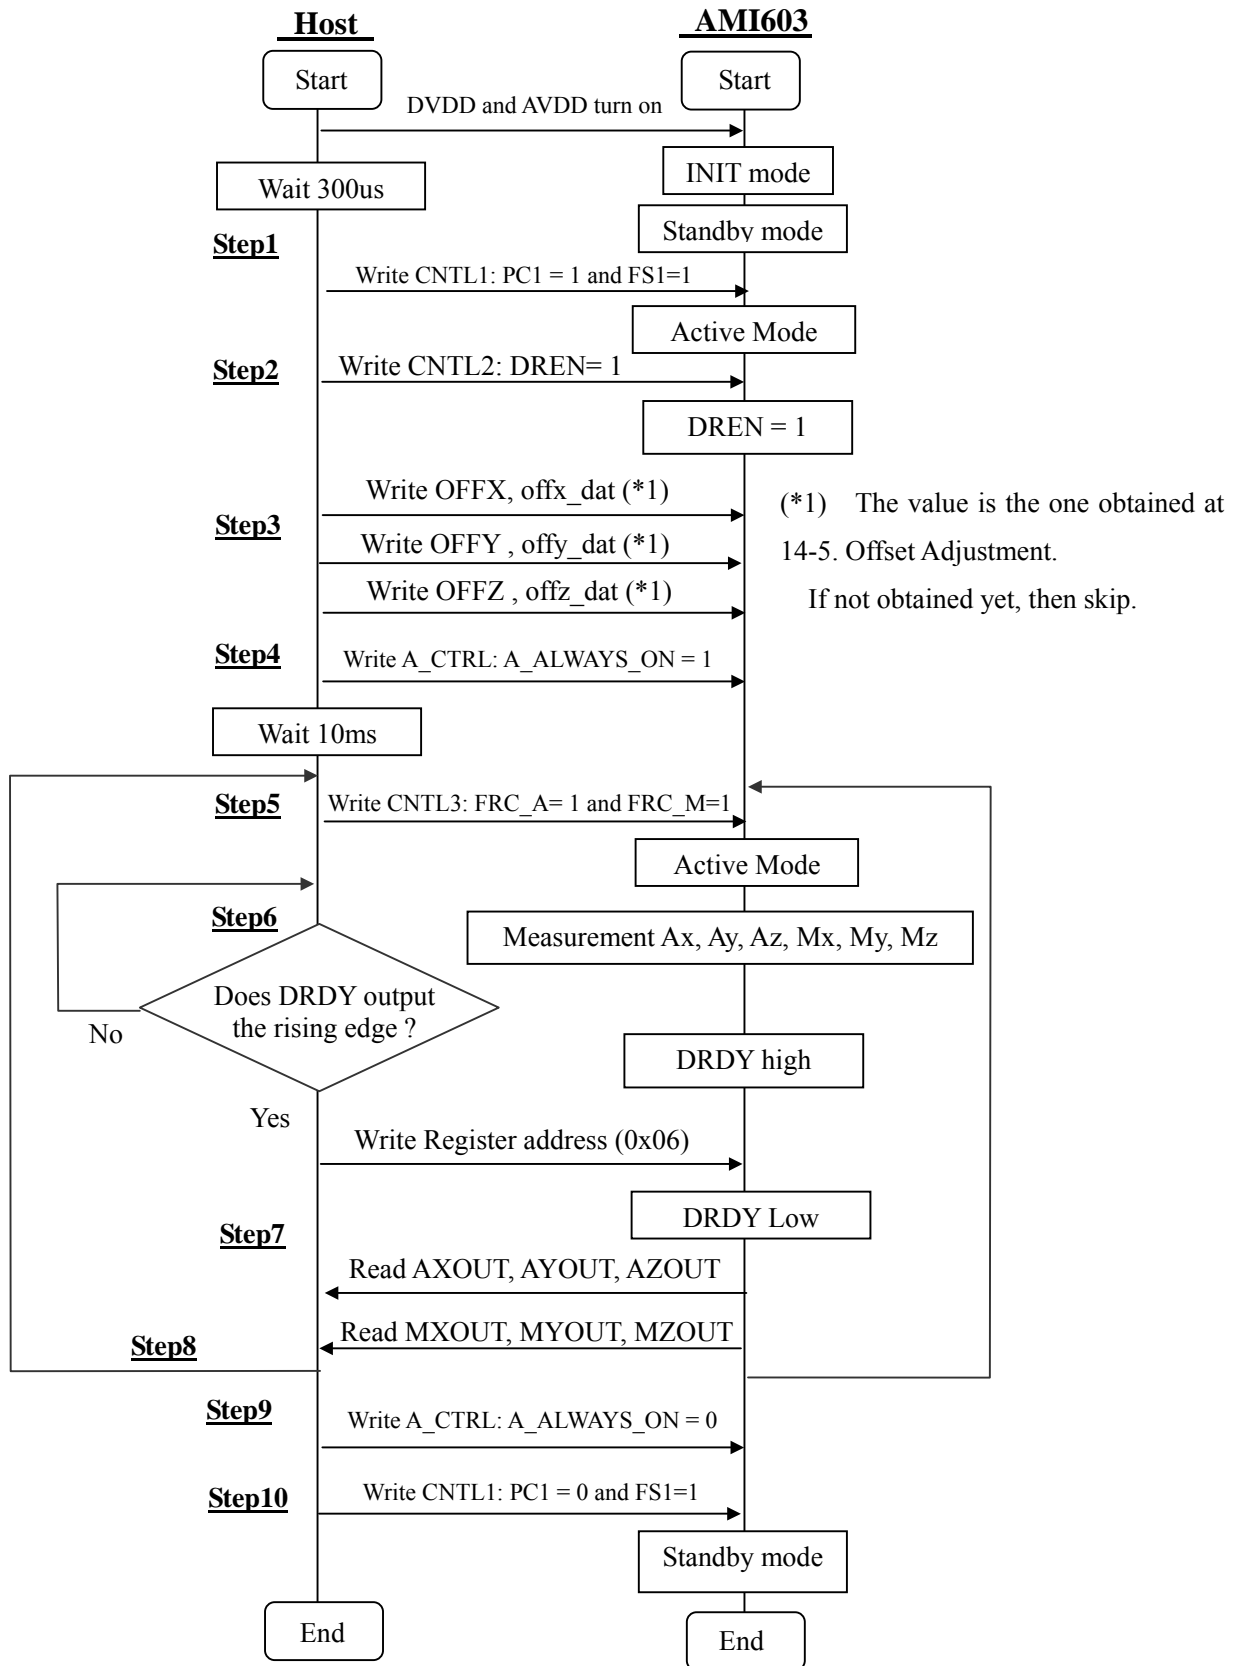 Host
AMI603
Start
Start
DVDD and AVDD turn on
INIT mode
Wait 300us
Standby mode
Step1
Write CNTL1: PC1 = 1 and FS1=1
Active Mode
Step2
Write CNTL2: DREN= 1
DREN = 1
Step3
Write OFFX, offx_dat (*1)
Write OFFY , offy_dat (*1)
Write OFFZ , offz_dat (*1)
(*1) The value is the one obtained at
14-5. Offset Adjustment.
If not obtained yet, then skip.
Step4
Write A_CTRL: A_ALWAYS_ON = 1
Wait 10ms
Step5
Write CNTL3: FRC_A= 1 and FRC_M=1
Active Mode
Step6
Measurement Ax, Ay, Az, Mx, My, Mz
Does DRDY output
the rising edge ?
No
DRDY high
Yes
Write Register address (0x06)
DRDY Low
Step7
Read AXOUT, AYOUT, AZOUT
Read MXOUT, MYOUT, MZOUT
Step8
Step9
Write A_CTRL: A_ALWAYS_ON = 0
Step10
Write CNTL1: PC1 = 0 and FS1=1
Standby mode
End
End